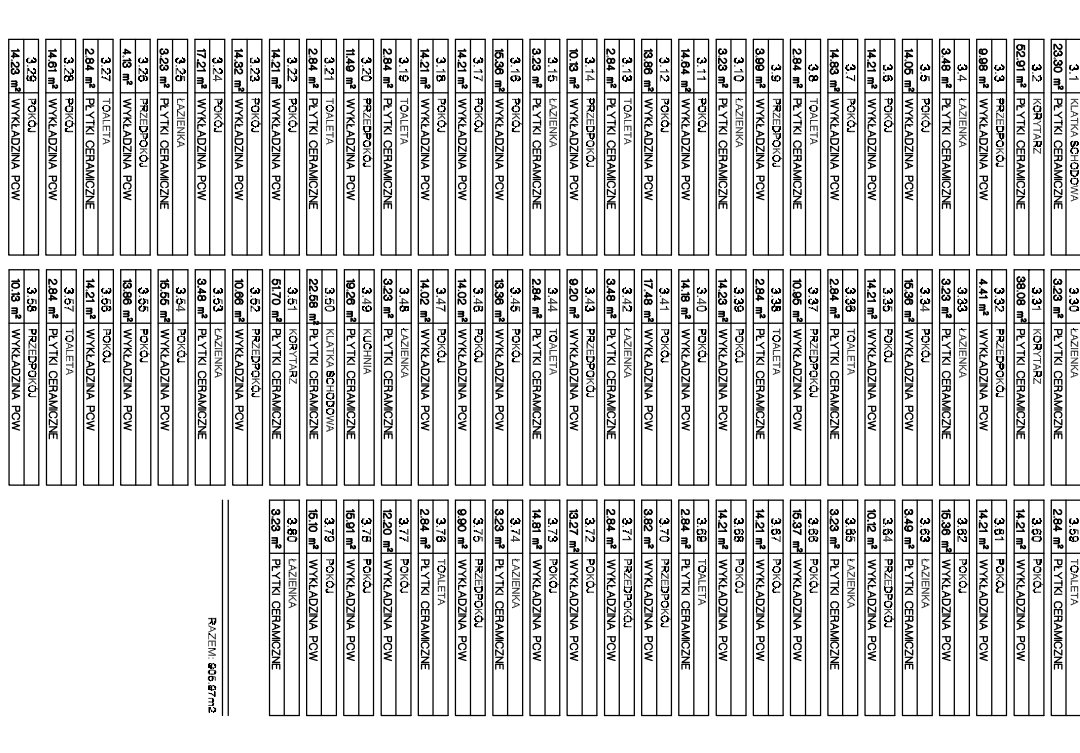 3.1 KLATKA SCHODOWA
23.30 m² PŁYTKI CERAMICZNE
3.2 KORYTARZ
52.91 m² PŁYTKI CERAMICZNE
3.3 PRZEDPOKÓJ
9.98 m² WYKŁADZINA PCW
3.4 ŁAZIENKA
3.48 m² PŁYTKI CERAMICZNE
3.5 POKÓJ
14.05 m² WYKŁADZINA PCW
3.6 POKÓJ
14.21 m² WYKŁADZINA PCW
3.7 POKÓJ
14.83 m² WYKŁADZINA PCW
3.8 TOALETA
2.84 m² PŁYTKI CERAMICZNE
3.9 PRZEDPOKÓJ
3.99 m² WYKŁADZINA PCW
3.10 ŁAZIENKA
3.23 m² PŁYTKI CERAMICZNE
3.11 POKÓJ
14.64 m² WYKŁADZINA PCW
3.12 POKÓJ
13.86 m² WYKŁADZINA PCW
3.13 TOALETA
2.84 m² PŁYTKI CERAMICZNE
3.14 PRZEDPOKÓJ
10.13 m² WYKŁADZINA PCW
3.15 ŁAZIENKA
3.23 m² PŁYTKI CERAMICZNE
3.16 POKÓJ
15.36 m² WYKŁADZINA PCW
3.17 POKÓJ
14.21 m² WYKŁADZINA PCW
3.18 POKÓJ
14.21 m² WYKŁADZINA PCW
3.19 TOALETA
2.84 m² PŁYTKI CERAMICZNE
3.20 PRZEDPOKÓJ
11.49 m² WYKŁADZINA PCW
3.21 TOALETA
2.84 m² PŁYTKI CERAMICZNE
3.22 POKÓJ
14.21 m² WYKŁADZINA PCW
3.23 POKÓJ
14.32 m² WYKŁADZINA PCW
3.24 POKÓJ
17.21 m² WYKŁADZINA PCW
3.25 ŁAZIENKA
3.23 m² PŁYTKI CERAMICZNE
3.26 PRZEDPOKÓJ
4.13 m² WYKŁADZINA PCW
3.27 TOALETA
2.84 m² PŁYTKI CERAMICZNE
3.28 POKÓJ
14.61 m² WYKŁADZINA PCW
3.29 POKÓJ
14.23 m² WYKŁADZINA PCW
3.30 ŁAZIENKA
3.23 m² PŁYTKI CERAMICZNE
3.31 KORYTARZ
38.08 m² PŁYTKI CERAMICZNE
3.32 PRZEDPOKÓJ
4.41 m² WYKŁADZINA PCW
3.33 ŁAZIENKA
3.23 m² PŁYTKI CERAMICZNE
3.34 POKÓJ
15.36 m² WYKŁADZINA PCW
3.35 POKÓJ
14.21 m² WYKŁADZINA PCW
3.36 TOALETA
2.84 m² PŁYTKI CERAMICZNE
3.37 PRZEDPOKÓJ
10.95 m² WYKŁADZINA PCW
3.38 TOALETA
2.84 m² PŁYTKI CERAMICZNE
3.39 POKÓJ
14.23 m² WYKŁADZINA PCW
3.40 POKÓJ
14.18 m² WYKŁADZINA PCW
3.41 POKÓJ
17.48 m² WYKŁADZINA PCW
3.42 ŁAZIENKA
3.48 m² PŁYTKI CERAMICZNE
3.43 PRZEDPOKÓJ
9.20 m² WYKŁADZINA PCW
3.44 TOALETA
2.84 m² PŁYTKI CERAMICZNE
3.45 POKÓJ
13.36 m² WYKŁADZINA PCW
3.46 POKÓJ
14.02 m² WYKŁADZINA PCW
3.47 POKÓJ
14.02 m² WYKŁADZINA PCW
3.48 ŁAZIENKA
3.23 m² PŁYTKI CERAMICZNE
3.49 KUCHNIA
19.26 m² PŁYTKI CERAMICZNE
3.50 KLATKA SCHODOWA
22.58 m² PŁYTKI CERAMICZNE
3.51 KORYTARZ
51.70 m² PŁYTKI CERAMICZNE
3.52 PRZEDPOKÓJ
10.66 m² WYKŁADZINA PCW
3.53 ŁAZIENKA
3.48 m² PŁYTKI CERAMICZNE
3.54 POKÓJ
15.55 m² WYKŁADZINA PCW
3.55 POKÓJ
13.86 m² WYKŁADZINA PCW
3.56 POKÓJ
14.21 m² WYKŁADZINA PCW
3.57 TOALETA
2.84 m² PŁYTKI CERAMICZNE
3.58 PRZEDPOKÓJ
10.13 m² WYKŁADZINA PCW
3.59 TOALETA
2.84 m² PŁYTKI CERAMICZNE
3.60 POKÓJ
14.21 m² WYKŁADZINA PCW
3.61 POKÓJ
14.21 m² WYKŁADZINA PCW
3.62 POKÓJ
15.36 m² WYKŁADZINA PCW
3.63 ŁAZIENKA
3.49 m² PŁYTKI CERAMICZNE
3.64 PRZEDPOKÓJ
10.12 m² WYKŁADZINA PCW
3.65 ŁAZIENKA
3.23 m² PŁYTKI CERAMICZNE
3.66 POKÓJ
15.37 m² WYKŁADZINA PCW
3.67 POKÓJ
14.21 m² WYKŁADZINA PCW
3.68 POKÓJ
14.21 m² WYKŁADZINA PCW
3.69 TOALETA
2.84 m² PŁYTKI CERAMICZNE
3.70 PRZEDPOKÓJ
3.82 m² WYKŁADZINA PCW
3.71 PRZEDPOKÓJ
2.84 m² PŁYTKI CERAMICZNE
3.72 POKÓJ
13.27 m² WYKŁADZINA PCW
3.73 POKÓJ
14.81 m² WYKŁADZINA PCW
3.74 ŁAZIENKA
3.23 m² PŁYTKI CERAMICZNE
3.75 PRZEDPOKÓJ
9.90 m² WYKŁADZINA PCW
3.76 TOALETA
2.84 m² PŁYTKI CERAMICZNE
3.77 POKÓJ
12.20 m² WYKŁADZINA PCW
3.78 POKÓJ
15.91 m² WYKŁADZINA PCW
3.79 POKÓJ
15.10 m² WYKŁADZINA PCW
3.80 ŁAZIENKA
3.23 m² PŁYTKI CERAMICZNE
RAZEM: 906.97m2